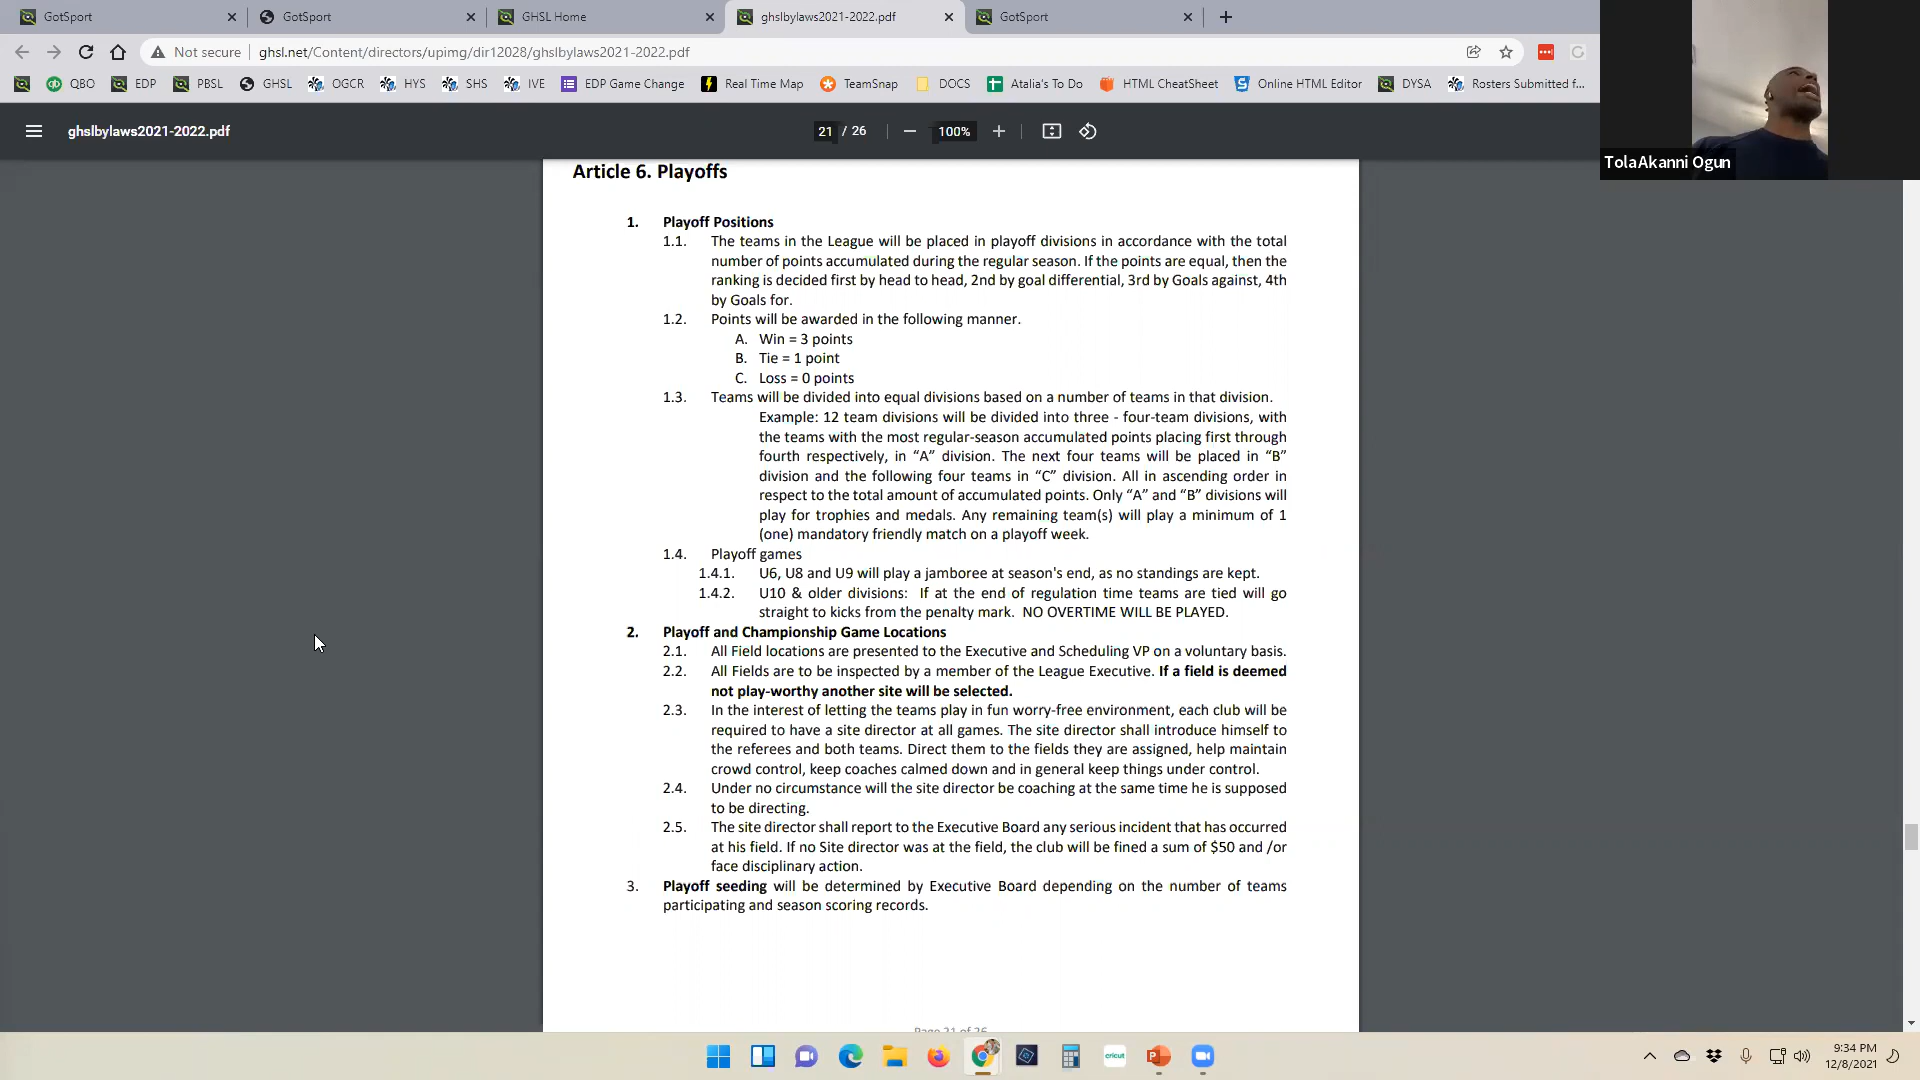 GotSport
GotSport
GHSL Home
ghslbylaws2021-2022.pdf
GotSport
Not secure
ghsl.net/Content/directors/upimg/dir12028/ghslbylaws2021-2022.pdf
QBO
EDP
PBSL
GHSL
OGCR
HYS
SHS
IVE
EDP Game Change
Real Time Map
TeamSnap
DOCS
Atalia's To Do
HTML CheatSheet
Online HTML Editor
DYSA
Rosters Submitted f...
TolaAkanni Ogun
ghslbylaws2021-2022.pdf
21 / 26
100%
Article 6. Playoffs
1. Playoff Positions
1.1. The teams in the League will be placed in playoff divisions in accordance with the total
number of points accumulated during the regular season. If the points are equal, then the
ranking is decided first by head to head, 2nd by goal differential, 3rd by Goals against, 4th
by Goals for.
1.2. Points will be awarded in the following manner.
A. Win = 3 points
B. Tie = 1 point
C. Loss = 0 points
1.3. Teams will be divided into equal divisions based on a number of teams in that division.
Example: 12 team divisions will be divided into three - four-team divisions, with
the teams with the most regular-season accumulated points placing first through
fourth respectively, in “A” division. The next four teams will be placed in “B”
division and the following four teams in “C” division. All in ascending order in
respect to the total amount of accumulated points. Only “A” and “B” divisions will
play for trophies and medals. Any remaining team(s) will play a minimum of 1
(one) mandatory friendly match on a playoff week.
1.4. Playoff games
1.4.1. U6, U8 and U9 will play a jamboree at season's end, as no standings are kept.
1.4.2. U10 & older divisions: If at the end of regulation time teams are tied will go
straight to kicks from the penalty mark. NO OVERTIME WILL BE PLAYED.
2. Playoff and Championship Game Locations
2.1. All Field locations are presented to the Executive and Scheduling VP on a voluntary basis.
2.2. All Fields are to be inspected by a member of the League Executive. If a field is deemed
not play-worthy another site will be selected.
2.3. In the interest of letting the teams play in fun worry-free environment, each club will be
required to have a site director at all games. The site director shall introduce himself to
the referees and both teams. Direct them to the fields they are assigned, help maintain
crowd control, keep coaches calmed down and in general keep things under control.
2.4. Under no circumstance will the site director be coaching at the same time he is supposed
to be directing.
2.5. The site director shall report to the Executive Board any serious incident that has occurred
at his field. If no Site director was at the field, the club will be fined a sum of $50 and /or
face disciplinary action.
3. Playoff seeding will be determined by Executive Board depending on the number of teams
participating and season scoring records.
Page 21 of 26
cricut
9:34 PM
12/8/2021